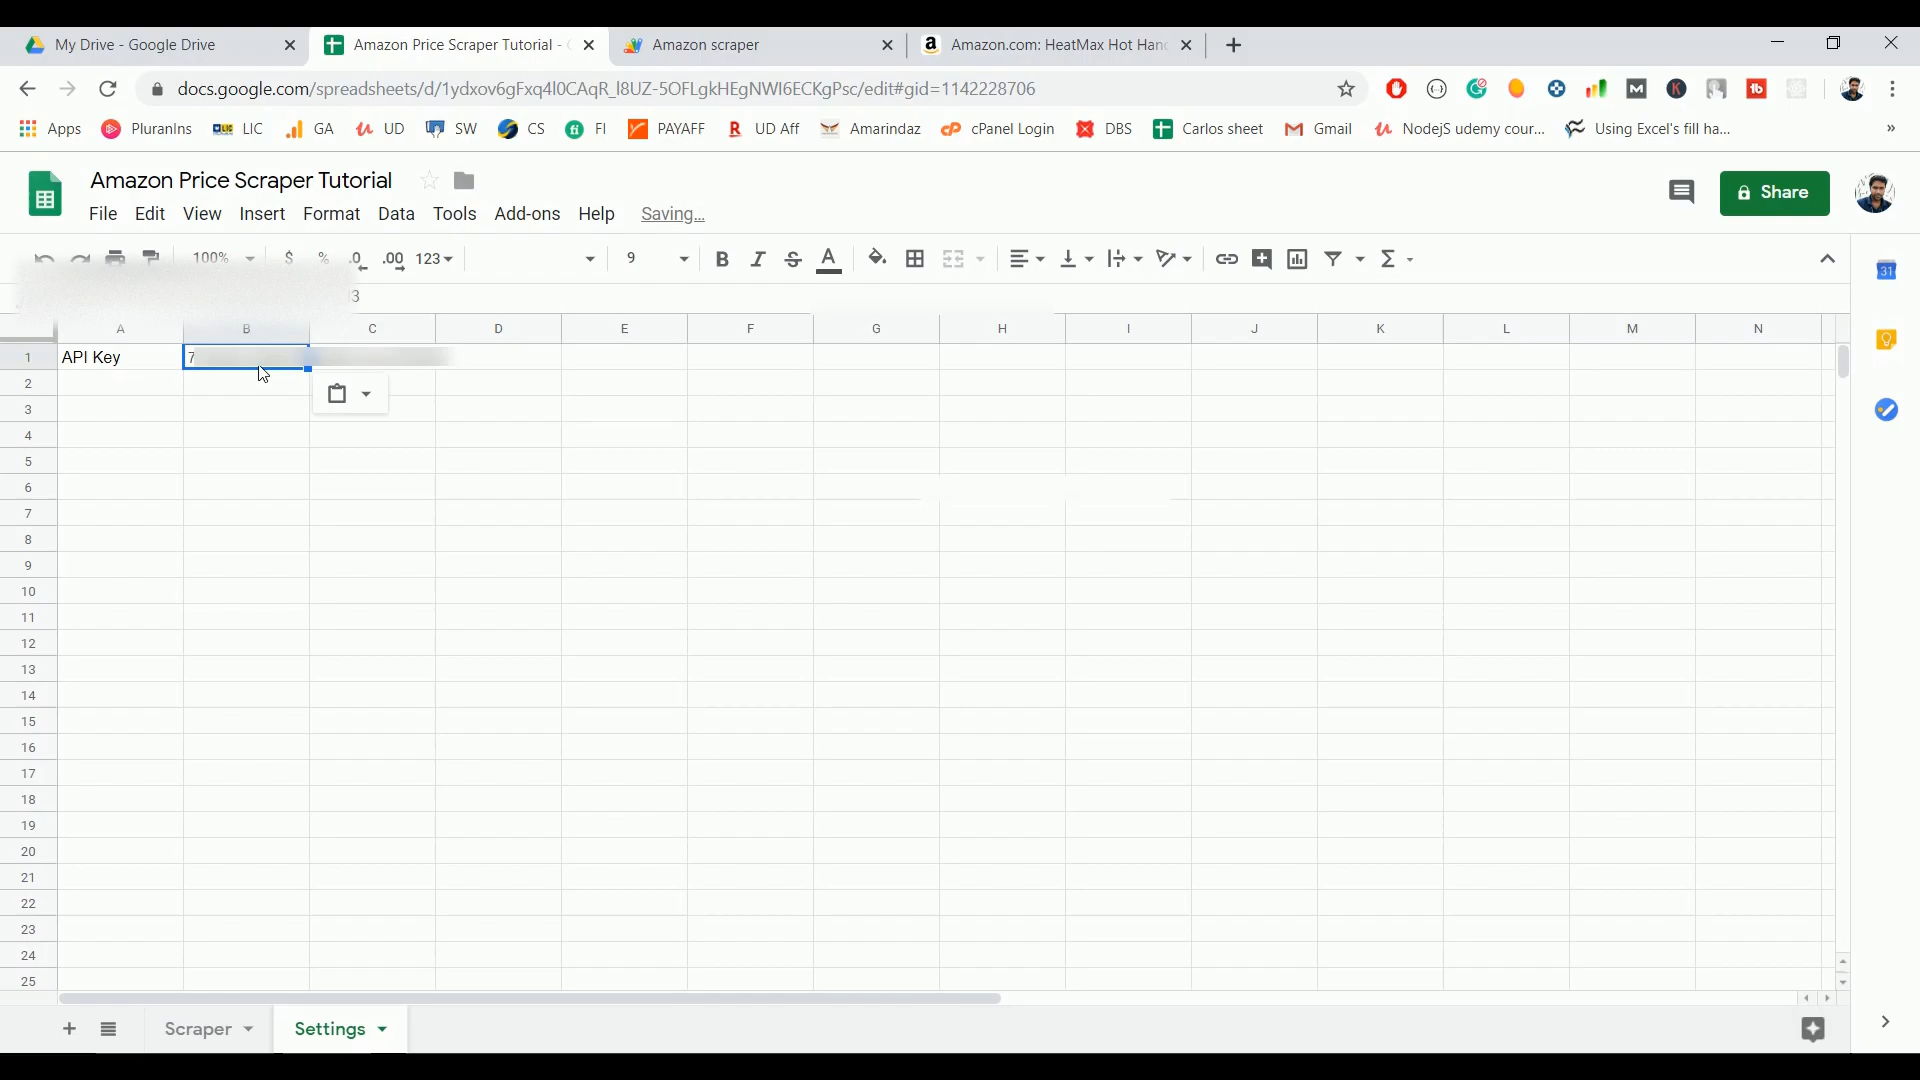 My Drive - Google Drive
Amazon Price Scraper Tutorial -
Amazon scraper
Amazon.com: HeatMax Hot Hand
docs.google.com/spreadsheets/d/1ydxov6gFxq4l0CAqR_l8UZ-5OFLgkHEgNWI6ECKgPsc/edit#gid=1142228706
Apps PluranIns LIC GA UD SW CS FI PAYAFF UD Aff Amarindaz cPanel Login DBS Carlos sheet Gmail NodejS udemy cour... Using Excel's fill ha... »
Amazon Price Scraper Tutorial
Share
File Edit View Insert Format Data Tools Add-ons Help Saving...
100% $ % .0 .00 123 9 B I S A Σ
31
3
A B C D E F G H I J K L M N
1 API Key 7
2
3
4
5
6
7
8
9
10
11
12
13
14
15
16
17
18
19
20
21
22
23
24
25
Scraper Settings